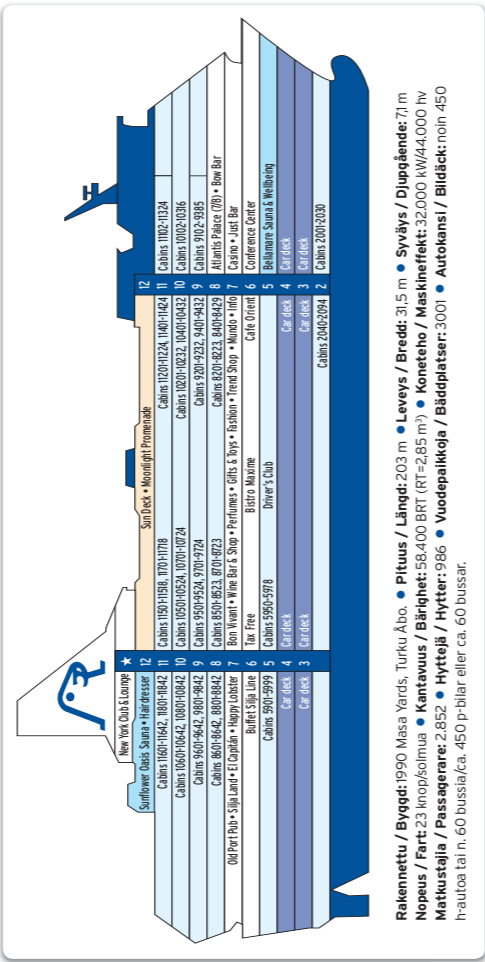 New York Club & Lounge ★
Sunflower Oasis Sauna • Hairdresser 12 Sun Deck • Moonlight Promenade 12
Cabins 11601-11642, 11801-11842 11 Cabins 11501-11518, 11701-11718 Cabins 11201-11224, 11401-11424 11 Cabins 11102-11324
Cabins 10601-10642, 10801-10842 10 Cabins 10501-10524, 10701-10724 Cabins 10201-10232, 10401-10432 10 Cabins 10102-10316
Cabins 9601-9642, 9801-9842 9 Cabins 9501-9524, 9701-9724 Cabins 9201-9232, 9401-9432 9 Cabins 9102-9385
Cabins 8601-8642, 8801-8842 8 Cabins 8501-8523, 8701-8723 Cabins 8201-8223, 8401-8429 8 Atlantis Palace (7/8) • Bow Bar
Old Port Pub • Silja Land • El Capitán • Happy Lobster 7 Bon Vivant • Wine Bar & Shop • Perfumes • Gifts & Toys • Fashion • Trend Shop • Mundo • Info 7 Casino • Just Bar
Buffet Silja Line 6 Tax Free Bistro Maxime Cafe Orient 6 Conference Center
Cabins 5901-5999 5 Cabins 5950-5978 Driver's Club 5 Bellamare Sauna & Wellbeing
Car deck 4 Car deck Car deck 4 Car deck
Car deck 3 Car deck Car deck 3 Car deck
Cabins 2040-2094 2 Cabins 2001-2030
Rakennettu / Byggd: 1990 Masa Yards, Turku Åbo. • Pituus / Längd: 203 m • Leveys / Bredd: 31,5 m • Syväys / Djupgående: 7,1 m
Nopeus / Fart: 23 knop/solmua • Kantavuus / Bärighet: 58.400 BRT (RT=2,85 m³) • Koneteho / Maskineffekt: 32.000 kW/44.000 hv
Matkustajia / Passagerare: 2.852 • Hyttejä / Hytter: 986 • Vuodepaikkoja / Bäddplatser: 3001 • Autokansi / Bildäck: noin 450
h-autoa tai n. 60 bussia/ca. 450 p-bilar eller ca. 60 bussar.